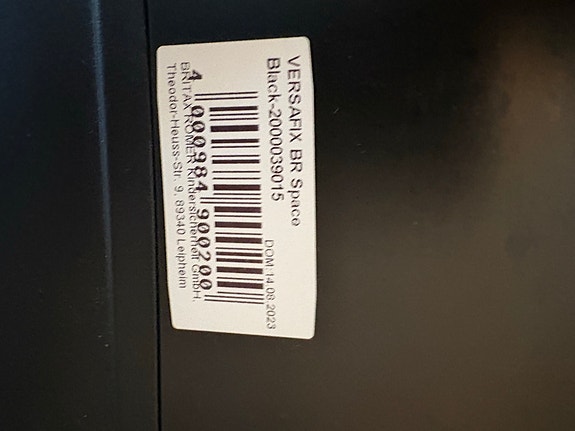 VERSAFIX BR Space
Black-2000039015
DOM:14.08.2023
4 000984 900200
BRITAX RÖMER Kindersicherheit GmbH,
Theodor-Heuss-Str. 9, 89340 Leipheim